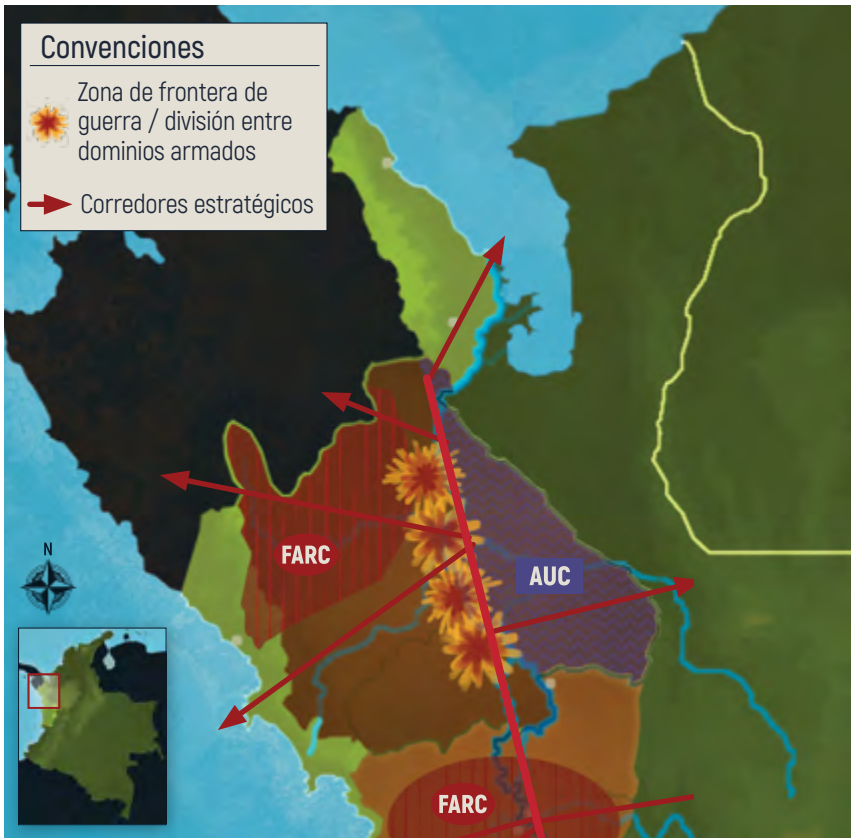 Convenciones
Zona de frontera de
guerra / división entre
dominios armados
Corredores estratégicos
FARC
AUC
N
FARC